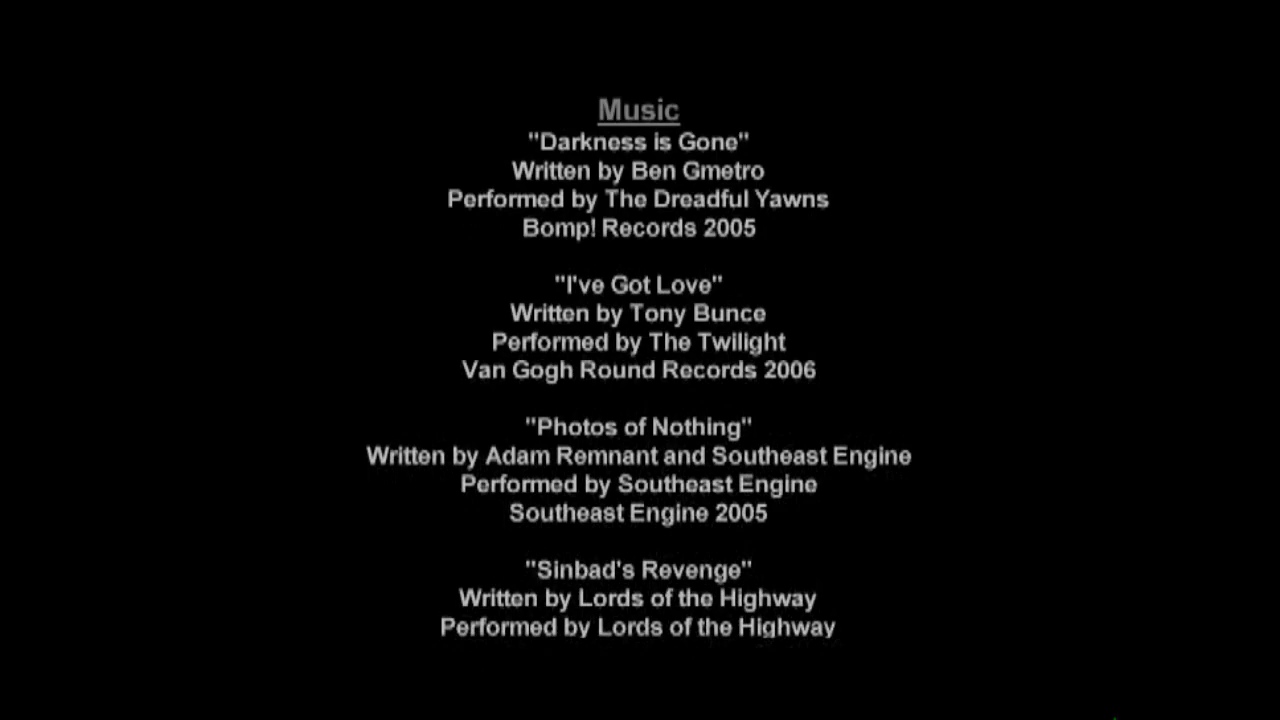 Music
"Darkness is Gone"
Written by Ben Gmetro
Performed by The Dreadful Yawns
Bomp! Records 2005
"I've Got Love"
Written by Tony Bunce
Performed by The Twilight
Van Gogh Round Records 2006
"Photos of Nothing"
Written by Adam Remnant and Southeast Engine
Performed by Southeast Engine
Southeast Engine 2005
"Sinbad's Revenge"
Written by Lords of the Highway
Performed by Lords of the Highway